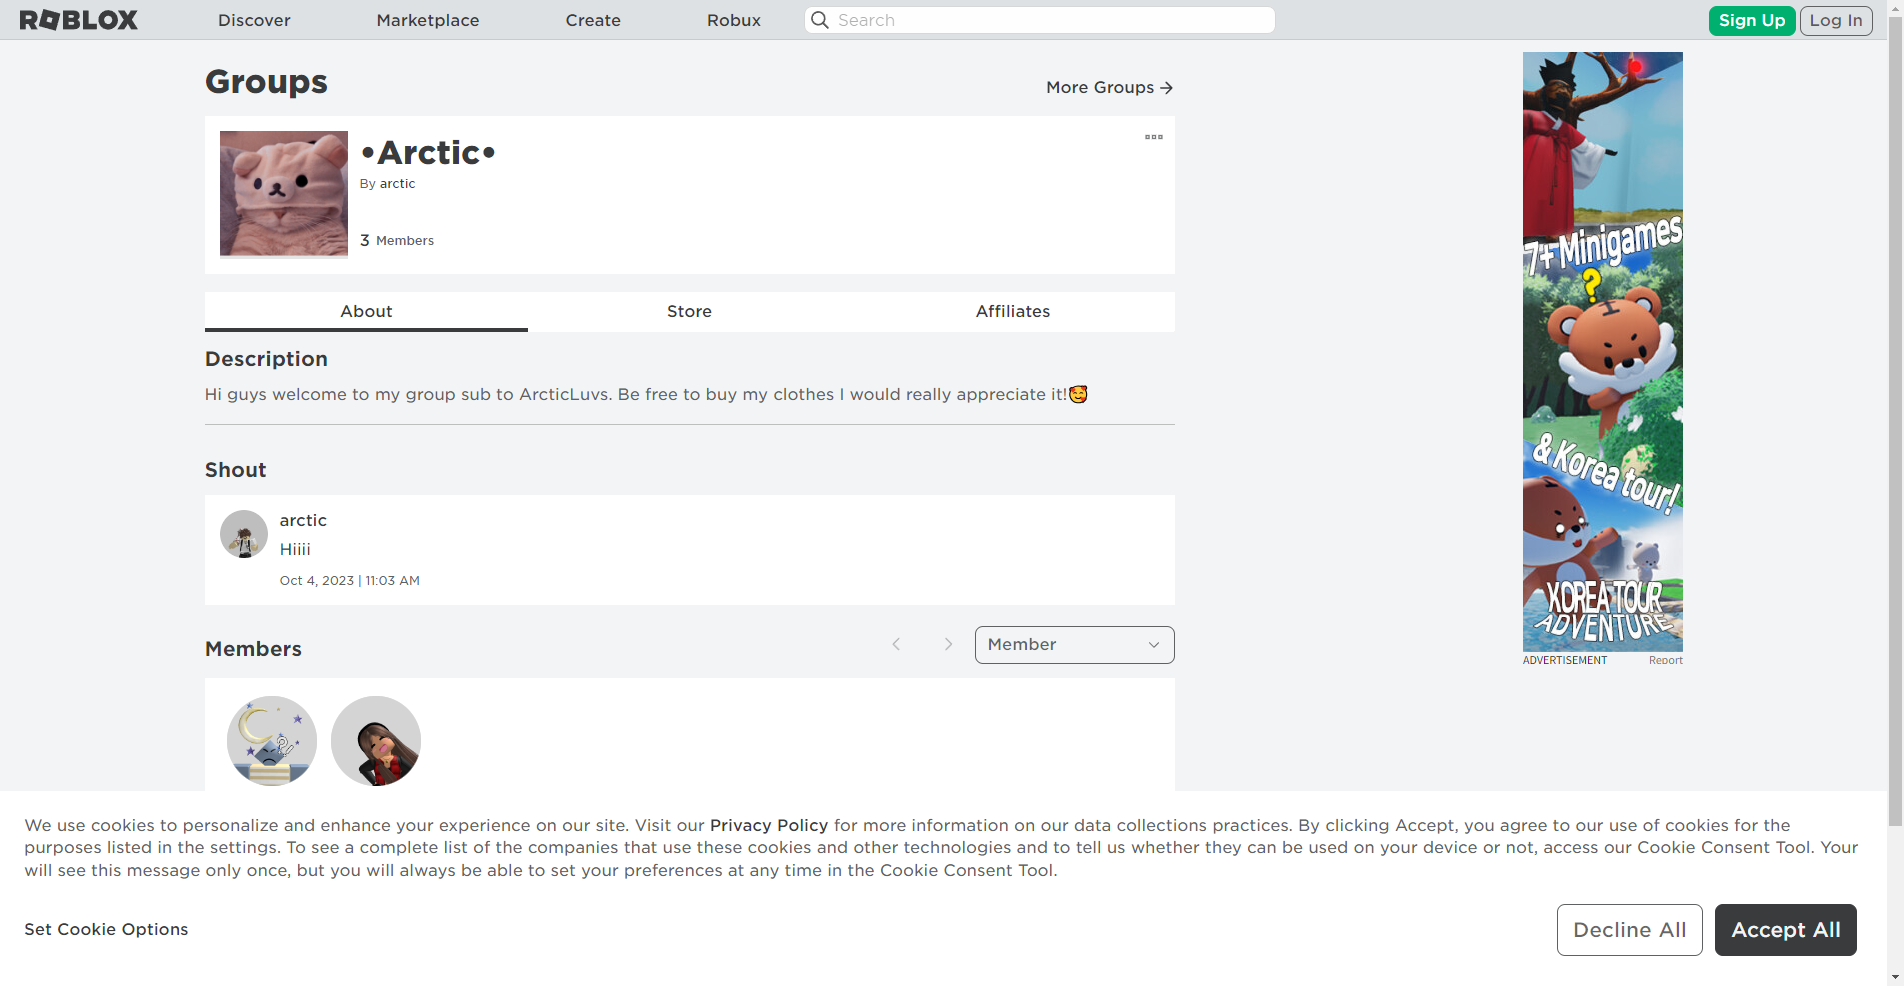 ROBLOX
Discover
Marketplace
Create
Robux
Search
Sign Up
Log In
Groups
More Groups
•Arctic•
By arctic
3 Members
About
Store
Affiliates
Description
Hi guys welcome to my group sub to ArcticLuvs. Be free to buy my clothes I would really appreciate it!🥰
Shout
arctic
Hiiii
Oct 4, 2023 | 11:03 AM
Members
Member
7+ Minigames
?
& Korea tour!
KOREA TOUR
ADVENTURE
ADVERTISEMENT
Report
?!
We use cookies to personalize and enhance your experience on our site. Visit our Privacy Policy for more information on our data collections practices. By clicking Accept, you agree to our use of cookies for the
purposes listed in the settings. To see a complete list of the companies that use these cookies and other technologies and to tell us whether they can be used on your device or not, access our Cookie Consent Tool. Your
will see this message only once, but you will always be able to set your preferences at any time in the Cookie Consent Tool.
Set Cookie Options
Decline All
Accept All